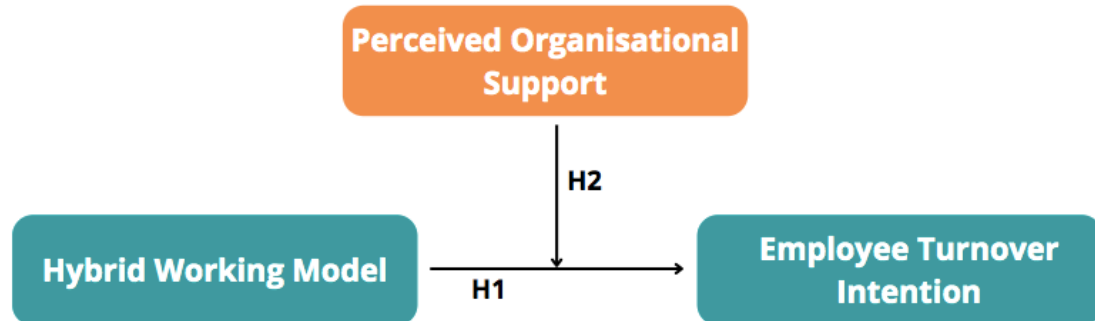 Perceived Organisational
Support
H2
Hybrid Working Model
H1
Employee Turnover
Intention